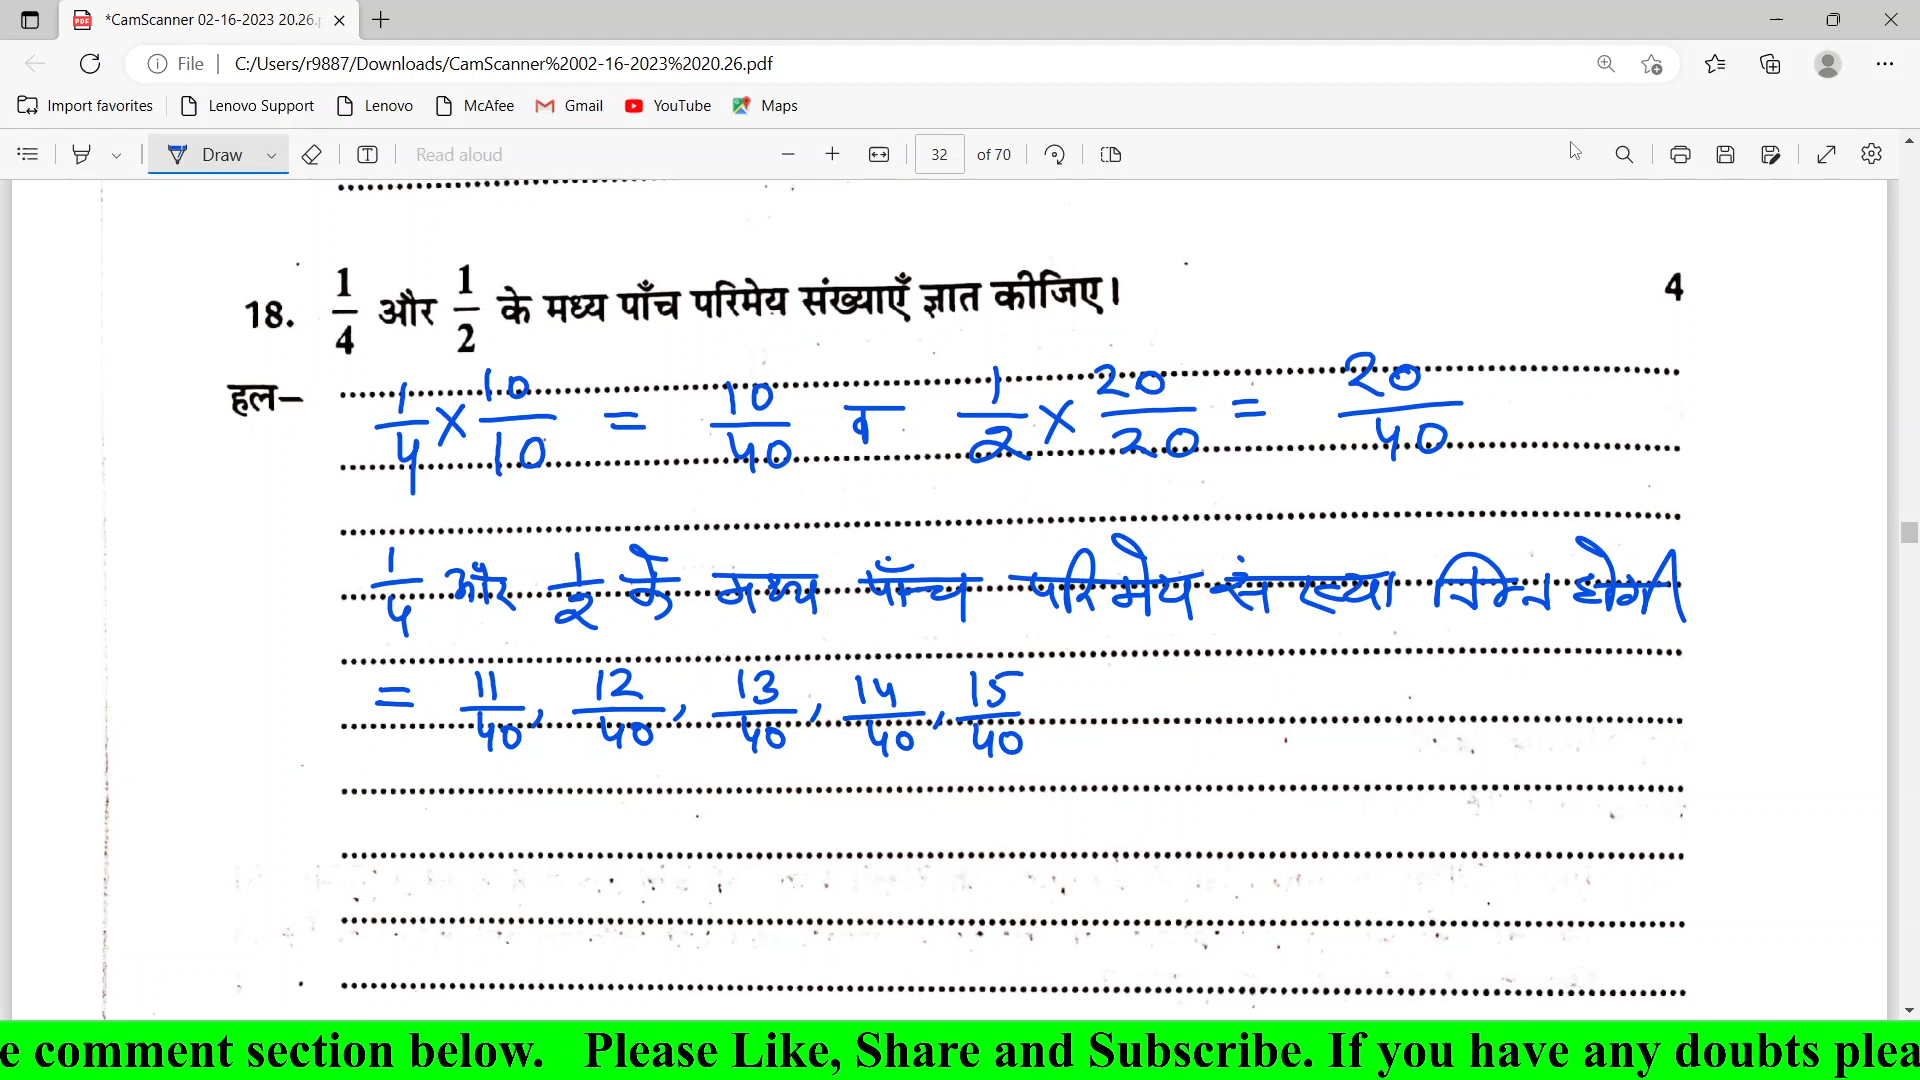 *CamScanner 02-16-2023 20.26.
File C:/Users/r9887/Downloads/CamScanner%2002-16-2023%2020.26.pdf
Import favorites Lenovo Support Lenovo McAfee Gmail YouTube Maps
Draw Read aloud 32 of 70
18. 1/4 और 1/2 के मध्य पाँच परिमेय संख्याएँ ज्ञात कीजिए। 4
हल– 1/4 × 10/10 = 10/40 व 1/2 × 20/20 = 20/40
1/4 और 1/2 के मध्य पाँच परिमेय संख्या निम्न होगी
= 11/40, 12/40, 13/40, 14/40, 15/40
e comment section below. Please Like, Share and Subscribe. If you have any doubts plea